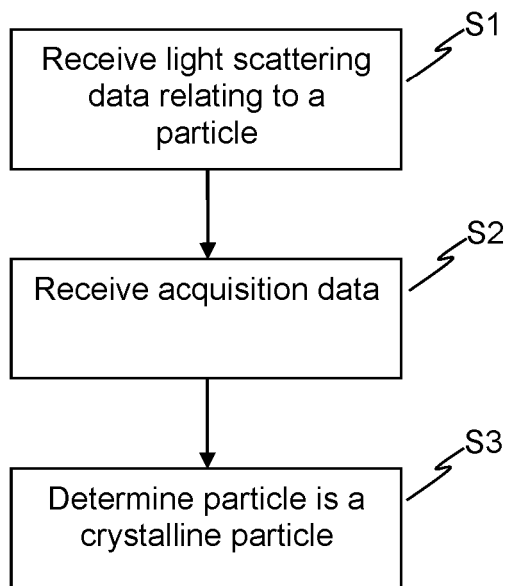 S1
Receive light scattering
data relating to a
particle
S2
Receive acquisition data
S3
Determine particle is a
crystalline particle